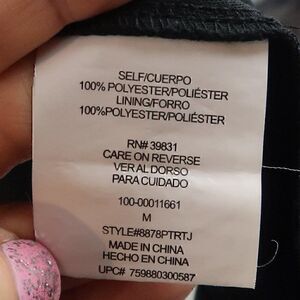 SELF/CUERPO
100% POLYESTER/POLIÉSTER
LINING/FORRO
100%POLYESTER/POLIÉSTER
RN# 39831
CARE ON REVERSE
VER AL DORSO
PARA CUIDADO
100-00011661
M
STYLE#8878PTRTJ
MADE IN CHINA
HECHO EN CHINA
UPC# 759880300587